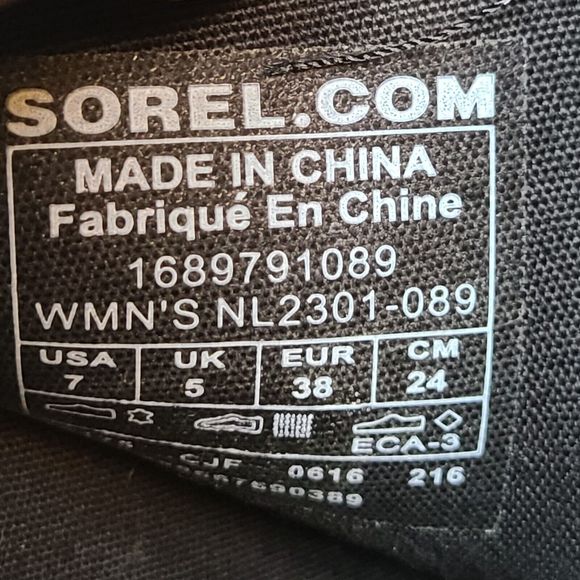 SOREL.COM
MADE IN CHINA
Fabriqué En Chine
1689791089
WMN'S NL2301-089
USA UK EUR CM
7 5 38 24
ECA-3
CJF 0616 216